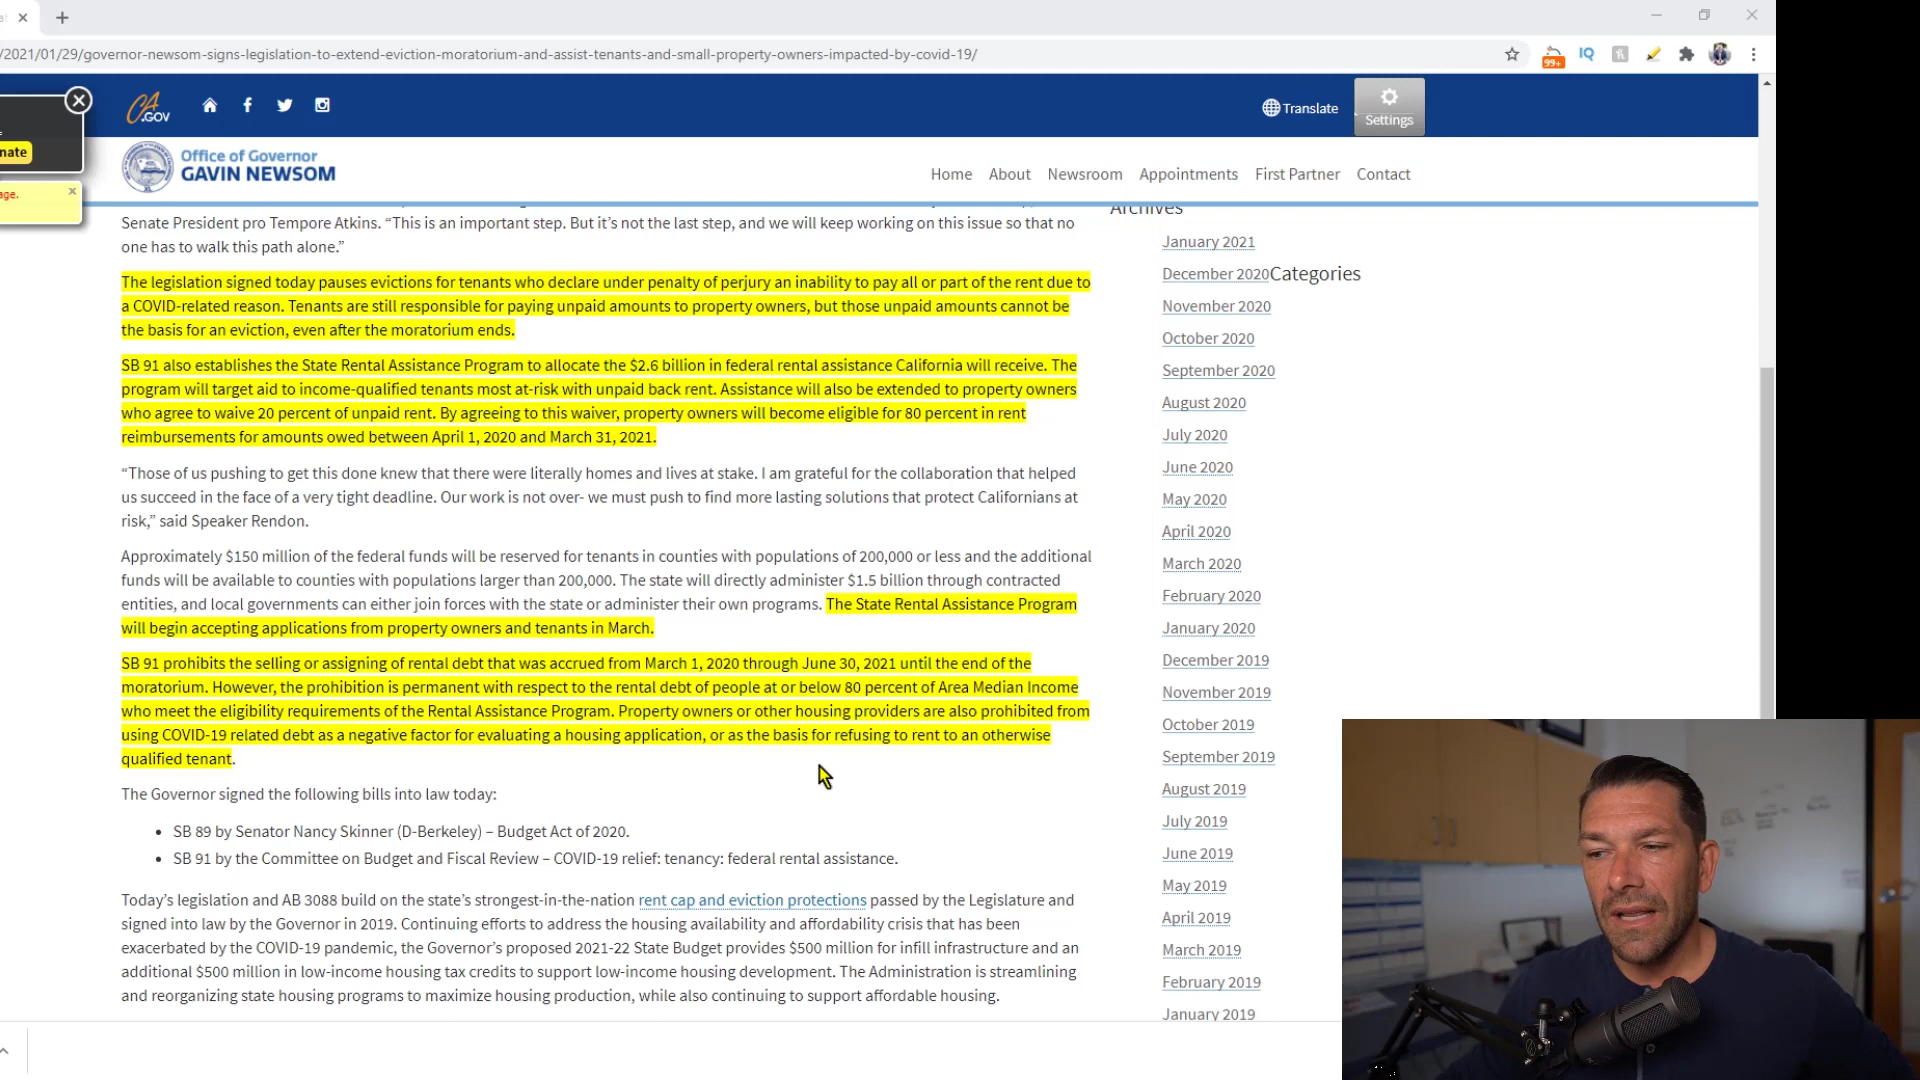 /2021/01/29/governor-newsom-signs-legislation-to-extend-eviction-moratorium-and-assist-tenants-and-small-property-owners-impacted-by-covid-19/
99+
IQ
CA
.GOV
Translate
Settings
nate
age.
Office of Governor
GAVIN NEWSOM
Home About Newsroom Appointments First Partner Contact
Senate President pro Tempore Atkins. “This is an important step. But it’s not the last step, and we will keep working on this issue so that no
one has to walk this path alone.”
The legislation signed today pauses evictions for tenants who declare under penalty of perjury an inability to pay all or part of the rent due to
a COVID-related reason. Tenants are still responsible for paying unpaid amounts to property owners, but those unpaid amounts cannot be
the basis for an eviction, even after the moratorium ends.
SB 91 also establishes the State Rental Assistance Program to allocate the $2.6 billion in federal rental assistance California will receive. The
program will target aid to income-qualified tenants most at-risk with unpaid back rent. Assistance will also be extended to property owners
who agree to waive 20 percent of unpaid rent. By agreeing to this waiver, property owners will become eligible for 80 percent in rent
reimbursements for amounts owed between April 1, 2020 and March 31, 2021.
“Those of us pushing to get this done knew that there were literally homes and lives at stake. I am grateful for the collaboration that helped
us succeed in the face of a very tight deadline. Our work is not over- we must push to find more lasting solutions that protect Californians at
risk,” said Speaker Rendon.
Approximately $150 million of the federal funds will be reserved for tenants in counties with populations of 200,000 or less and the additional
funds will be available to counties with populations larger than 200,000. The state will directly administer $1.5 billion through contracted
entities, and local governments can either join forces with the state or administer their own programs. The State Rental Assistance Program
will begin accepting applications from property owners and tenants in March.
SB 91 prohibits the selling or assigning of rental debt that was accrued from March 1, 2020 through June 30, 2021 until the end of the
moratorium. However, the prohibition is permanent with respect to the rental debt of people at or below 80 percent of Area Median Income
who meet the eligibility requirements of the Rental Assistance Program. Property owners or other housing providers are also prohibited from
using COVID-19 related debt as a negative factor for evaluating a housing application, or as the basis for refusing to rent to an otherwise
qualified tenant.
The Governor signed the following bills into law today:
• SB 89 by Senator Nancy Skinner (D-Berkeley) – Budget Act of 2020.
• SB 91 by the Committee on Budget and Fiscal Review – COVID-19 relief: tenancy: federal rental assistance.
Today’s legislation and AB 3088 build on the state’s strongest-in-the-nation rent cap and eviction protections passed by the Legislature and
signed into law by the Governor in 2019. Continuing efforts to address the housing availability and affordability crisis that has been
exacerbated by the COVID-19 pandemic, the Governor’s proposed 2021-22 State Budget provides $500 million for infill infrastructure and an
additional $500 million in low-income housing tax credits to support low-income housing development. The Administration is streamlining
and reorganizing state housing programs to maximize housing production, while also continuing to support affordable housing.
Archives
January 2021
December 2020
Categories
November 2020
October 2020
September 2020
August 2020
July 2020
June 2020
May 2020
April 2020
March 2020
February 2020
January 2020
December 2019
November 2019
October 2019
September 2019
August 2019
July 2019
June 2019
May 2019
April 2019
March 2019
February 2019
January 2019